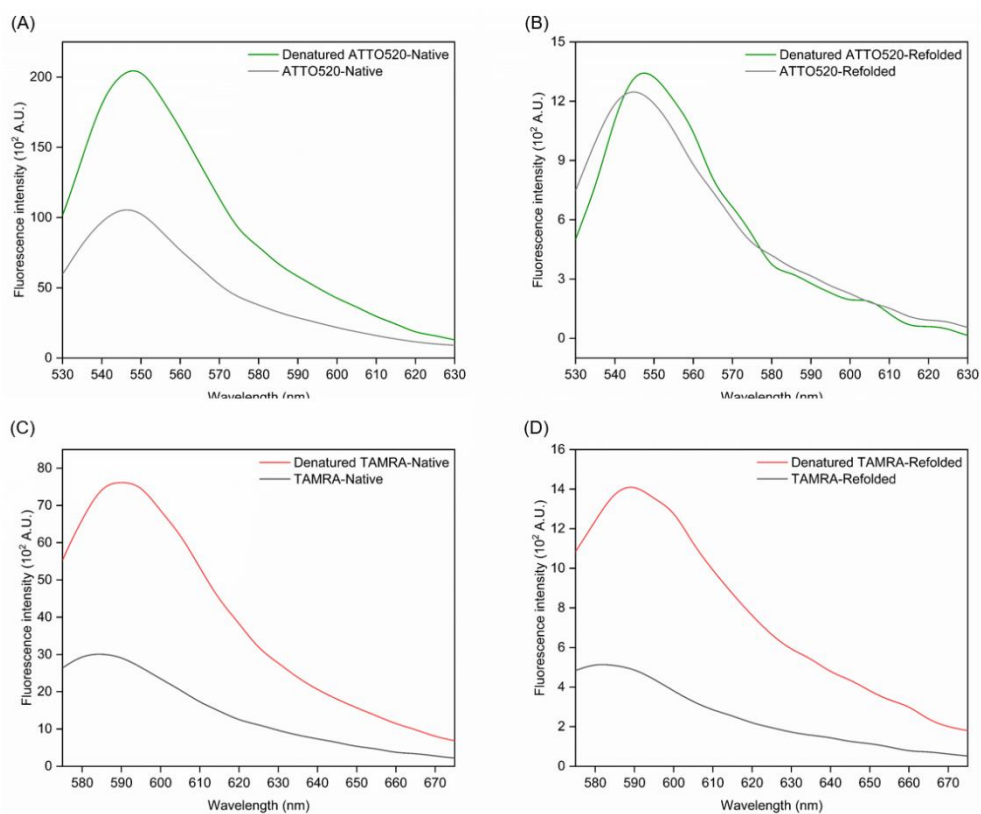 (A)
Denatured ATTO520-Native
ATTO520-Native
Fluorescence intensity (10² A.U.)
200
150
100
50
0
530 540 550 560 570 580 590 600 610 620 630
Wavelength (nm)
(B)
Denatured ATTO520-Refolded
ATTO520-Refolded
Fluorescence intensity (10² A.U.)
15
12
9
6
3
0
530 540 550 560 570 580 590 600 610 620 630
Wavelength (nm)
(C)
Denatured TAMRA-Native
TAMRA-Native
Fluorescence intensity (10² A.U.)
80
70
60
50
40
30
20
10
0
580 590 600 610 620 630 640 650 660 670
Wavelength (nm)
(D)
Denatured TAMRA-Refolded
TAMRA-Refolded
Fluorescence intensity (10² A.U.)
16
14
12
10
8
6
4
2
0
580 590 600 610 620 630 640 650 660 670
Wavelength (nm)